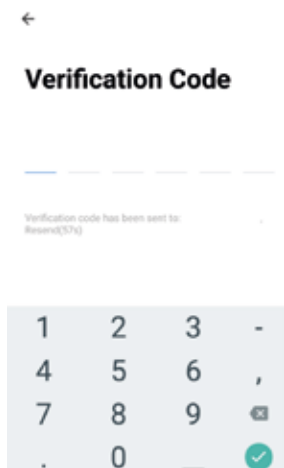 Verification Code
Verification code has been sent to:
Resend(57s)
1 2 3 -
4 5 6 ,
7 8 9
. 0 _